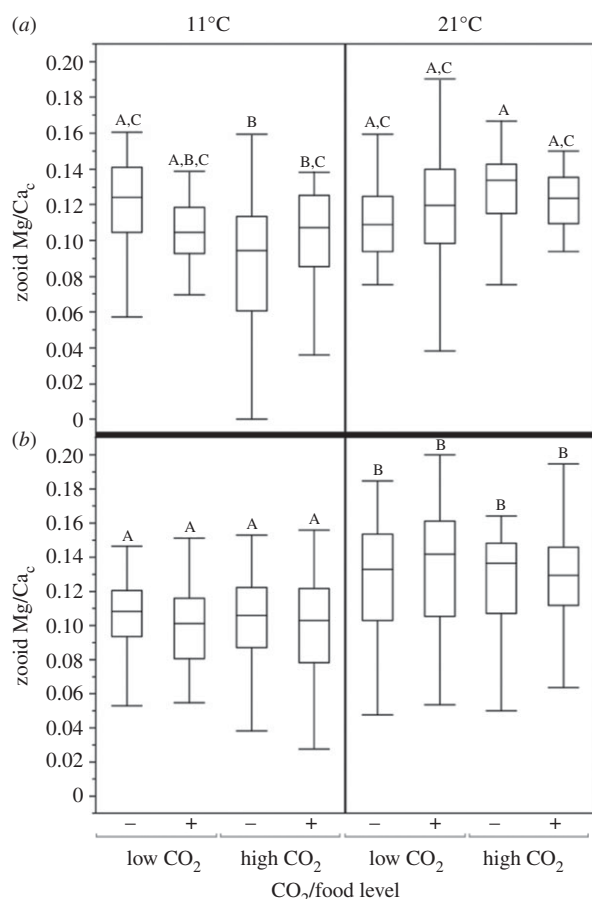 (a) 11°C 21°C
0.20
0.18
0.16
0.14
0.12
0.10
0.08
0.06
0.04
0.02
0
zooid Mg/Ca_c
A,C A,B,C B B,C A,C A,C A A,C
(b)
0.20
0.18
0.16
0.14
0.12
0.10
0.08
0.06
0.04
0.02
0
zooid Mg/Ca_c
A A A A B B B B
– + – + – + – +
low CO₂ high CO₂ low CO₂ high CO₂
CO₂/food level